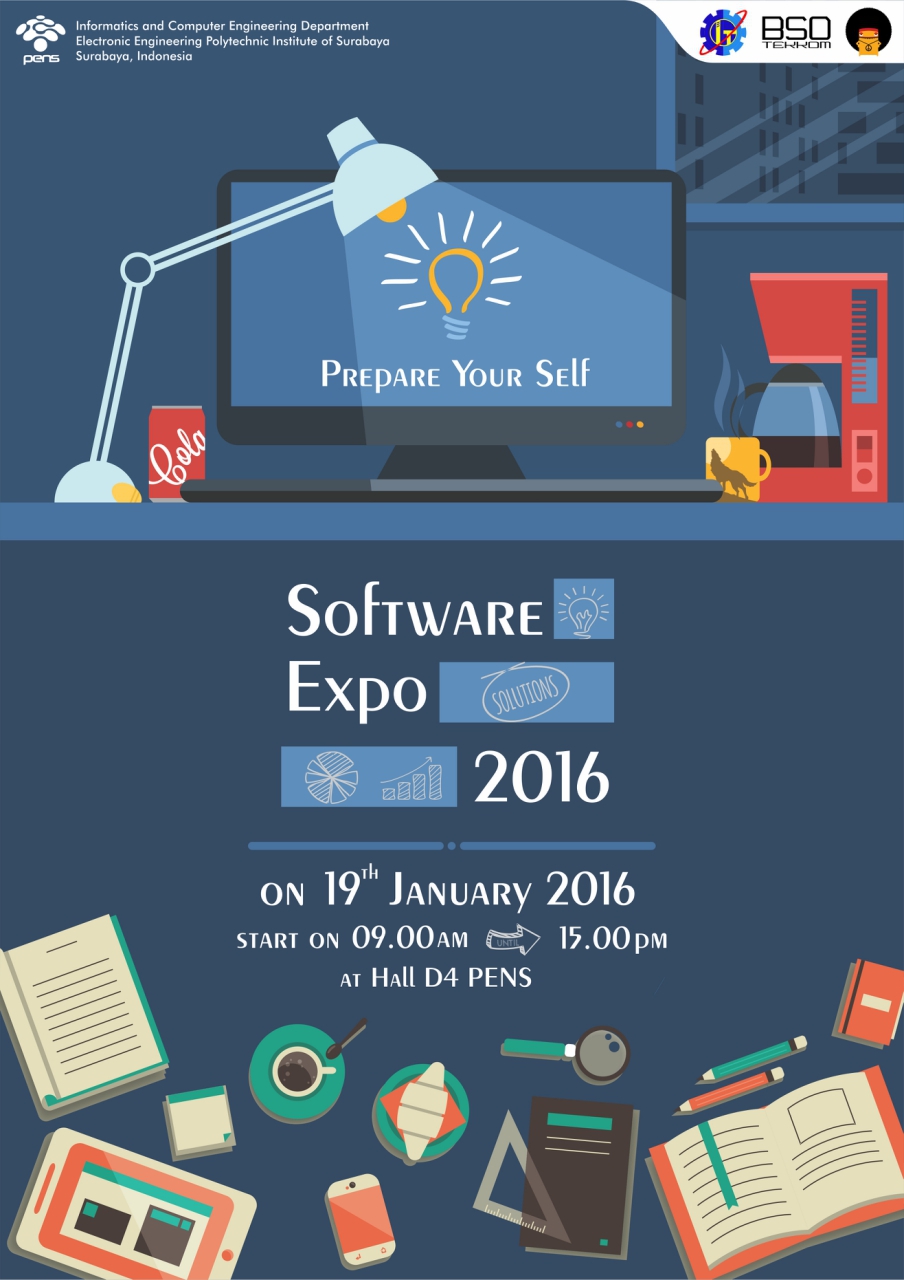 pens
Informatics and Computer Engineering Department
Electronic Engineering Polytechnic Institute of Surabaya
Surabaya, Indonesia
BSO
TEKKOM
Prepare Your Self
Cola
Software
Expo
SOLUTIONS
2016
on 19th January 2016
start on 09.00am UNTIL 15.00pm
at Hall D4 PENS